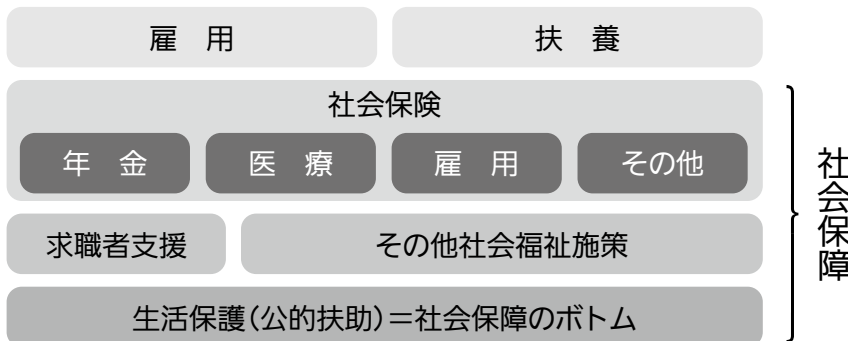 雇　用
扶　養
社会保険
年　金
医　療
雇　用
その他
求職者支援
その他社会福祉施策
生活保護(公的扶助)＝社会保障のボトム
社会保障